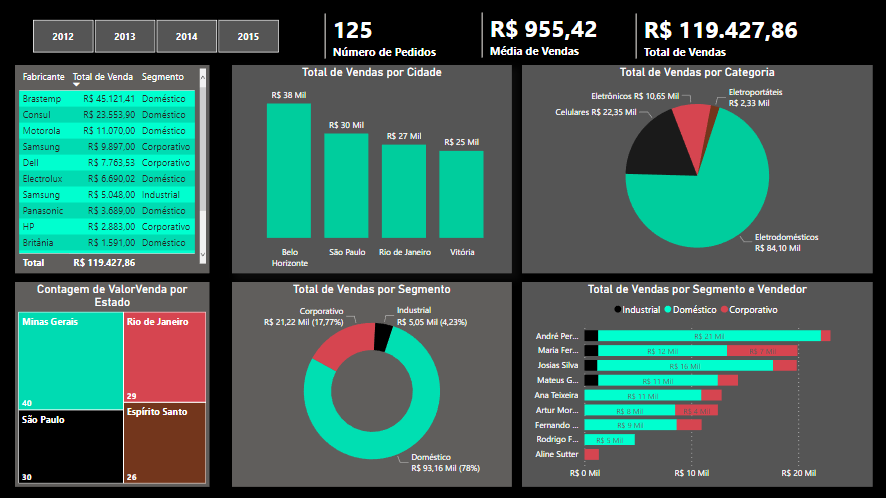 2012 2013 2014 2015
125
Número de Pedidos
R$ 955,42
Média de Vendas
R$ 119.427,86
Total de Vendas
Fabricante Total de Venda Segmento
Brastemp R$ 45.121,41 Doméstico
Consul R$ 23.553,90 Doméstico
Motorola R$ 11.070,00 Doméstico
Samsung R$ 9.897,00 Corporativo
Dell R$ 7.763,53 Corporativo
Electrolux R$ 6.690,02 Doméstico
Samsung R$ 5.048,00 Industrial
Panasonic R$ 3.689,00 Doméstico
HP R$ 2.883,00 Corporativo
Britânia R$ 1.591,00 Doméstico
Total R$ 119.427,86
Total de Vendas por Cidade
R$ 38 Mil
R$ 30 Mil
R$ 27 Mil
R$ 25 Mil
Belo
Horizonte
São Paulo
Rio de Janeiro
Vitória
Total de Vendas por Categoria
Eletrônicos R$ 10,65 Mil
Eletroportáteis
R$ 2,33 Mil
Celulares R$ 22,35 Mil
Eletrodomésticos
R$ 84,10 Mil
Contagem de ValorVenda por
Estado
Minas Gerais
40
Rio de Janeiro
29
São Paulo
30
Espírito Santo
26
Total de Vendas por Segmento
Corporativo
R$ 21,22 Mil (17,77%)
Industrial
R$ 5,05 Mil (4,23%)
Doméstico
R$ 93,16 Mil (78%)
Total de Vendas por Segmento e Vendedor
Industrial Doméstico Corporativo
André Per... R$ 21 Mil
Maria Fer... R$ 12 Mil R$ 7 Mil
Josias Silva R$ 16 Mil
Mateus G... R$ 11 Mil
Ana Teixeira R$ 11 Mil
Artur Mor... R$ 8 Mil R$ 4 Mil
Fernando ... R$ 9 Mil
Rodrigo F... R$ 5 Mil
Aline Sutter
R$ 0 Mil R$ 10 Mil R$ 20 Mil